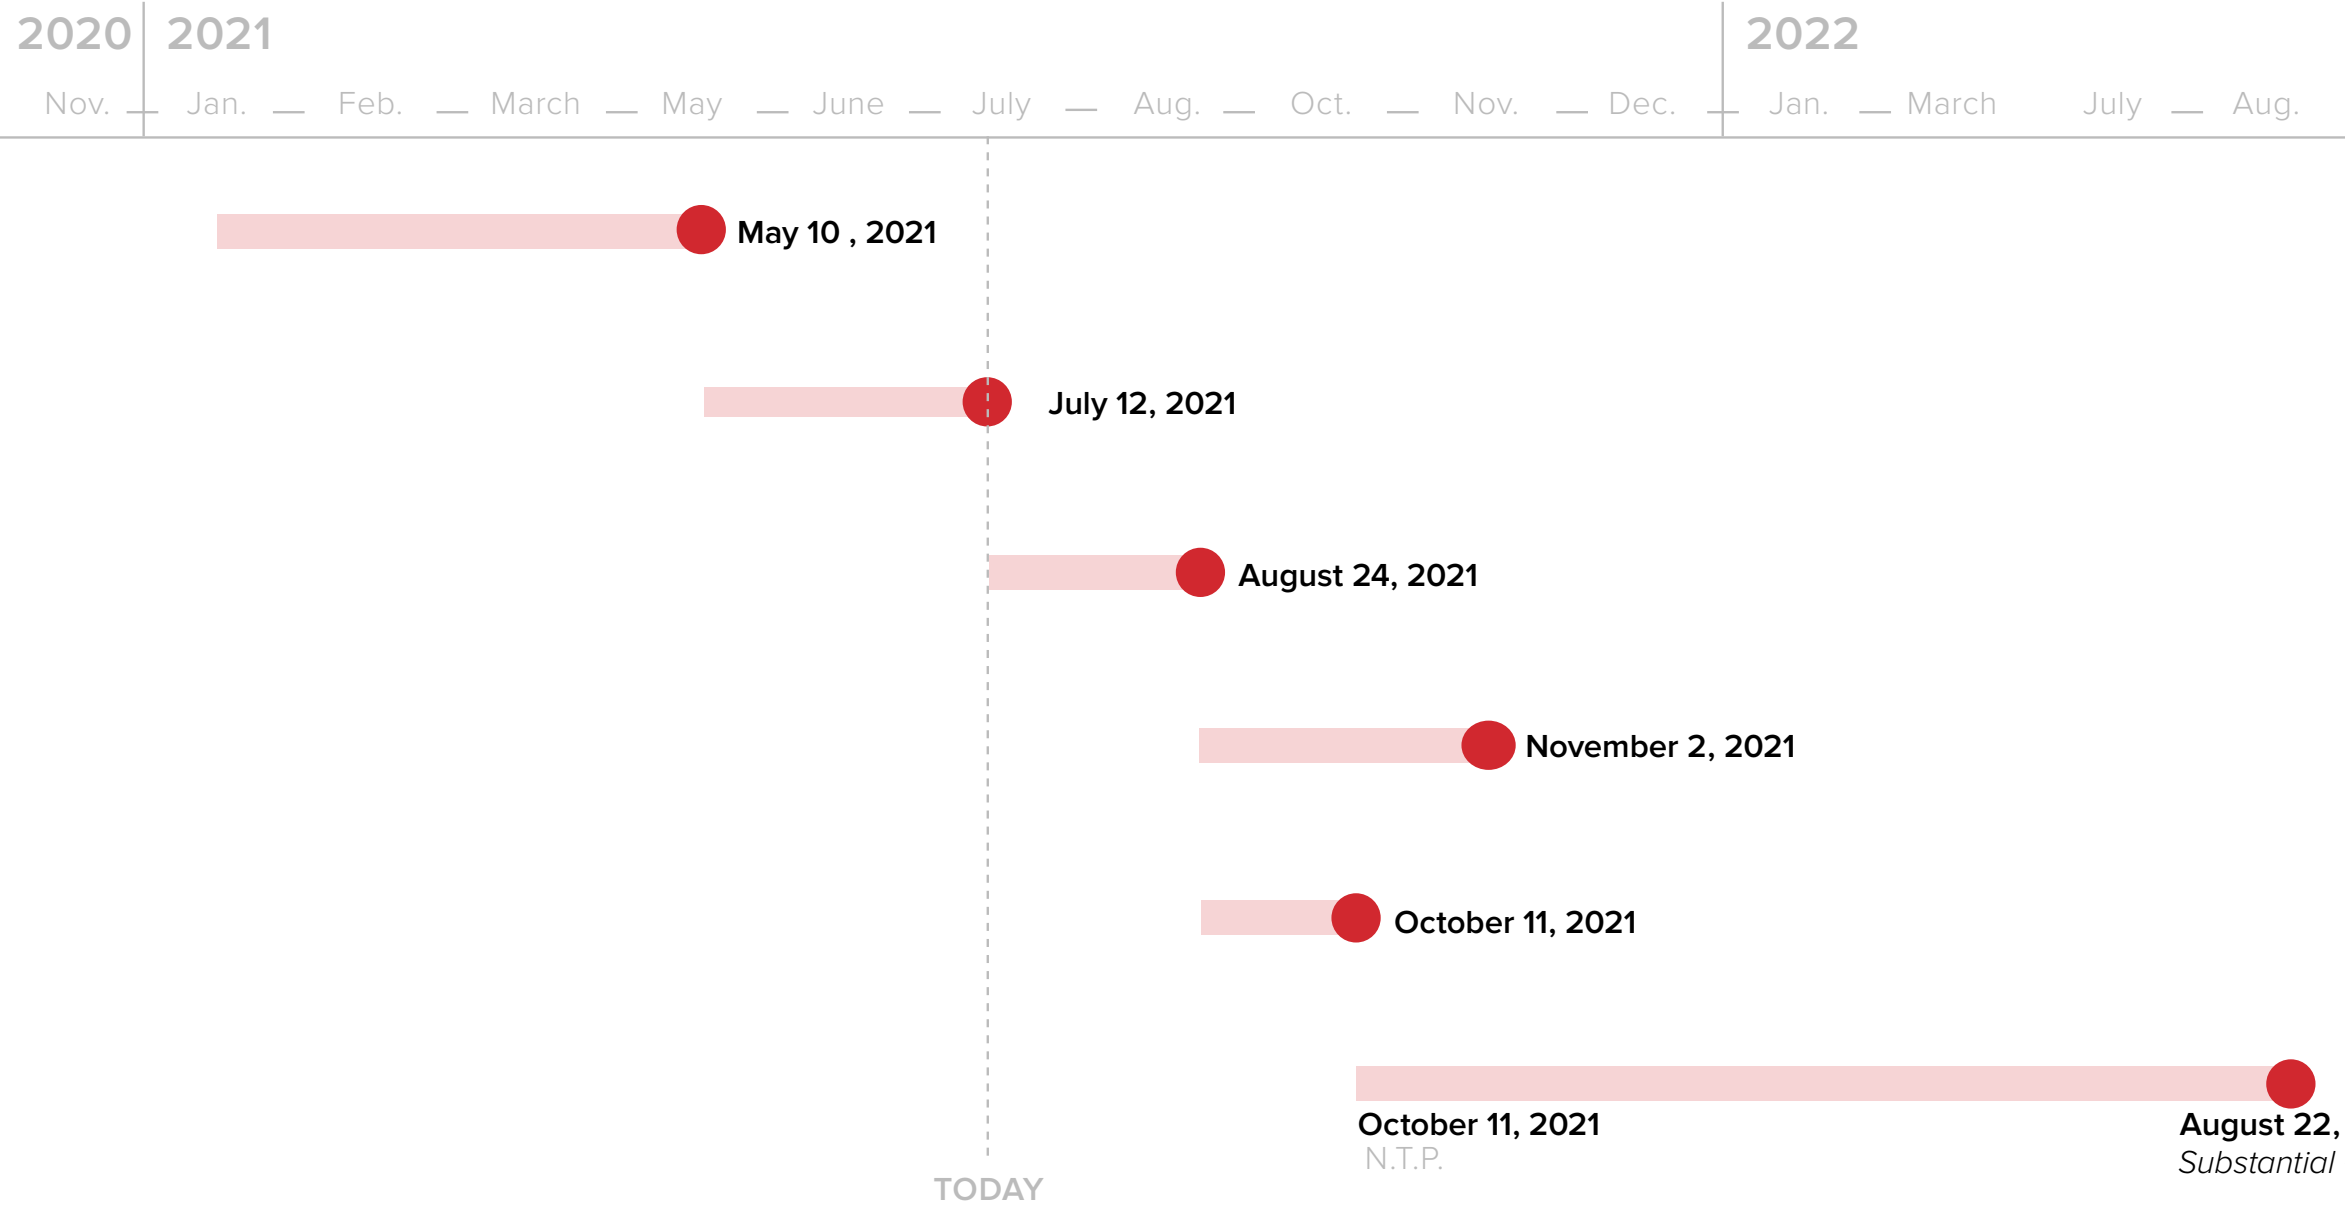 2020 2021 2022
Nov. Jan. Feb. March May June July Aug. Oct. Nov. Dec. Jan. March July Aug.
May 10 , 2021
July 12, 2021
August 24, 2021
November 2, 2021
October 11, 2021
October 11, 2021 August 22,
N.T.P. Substantial
TODAY